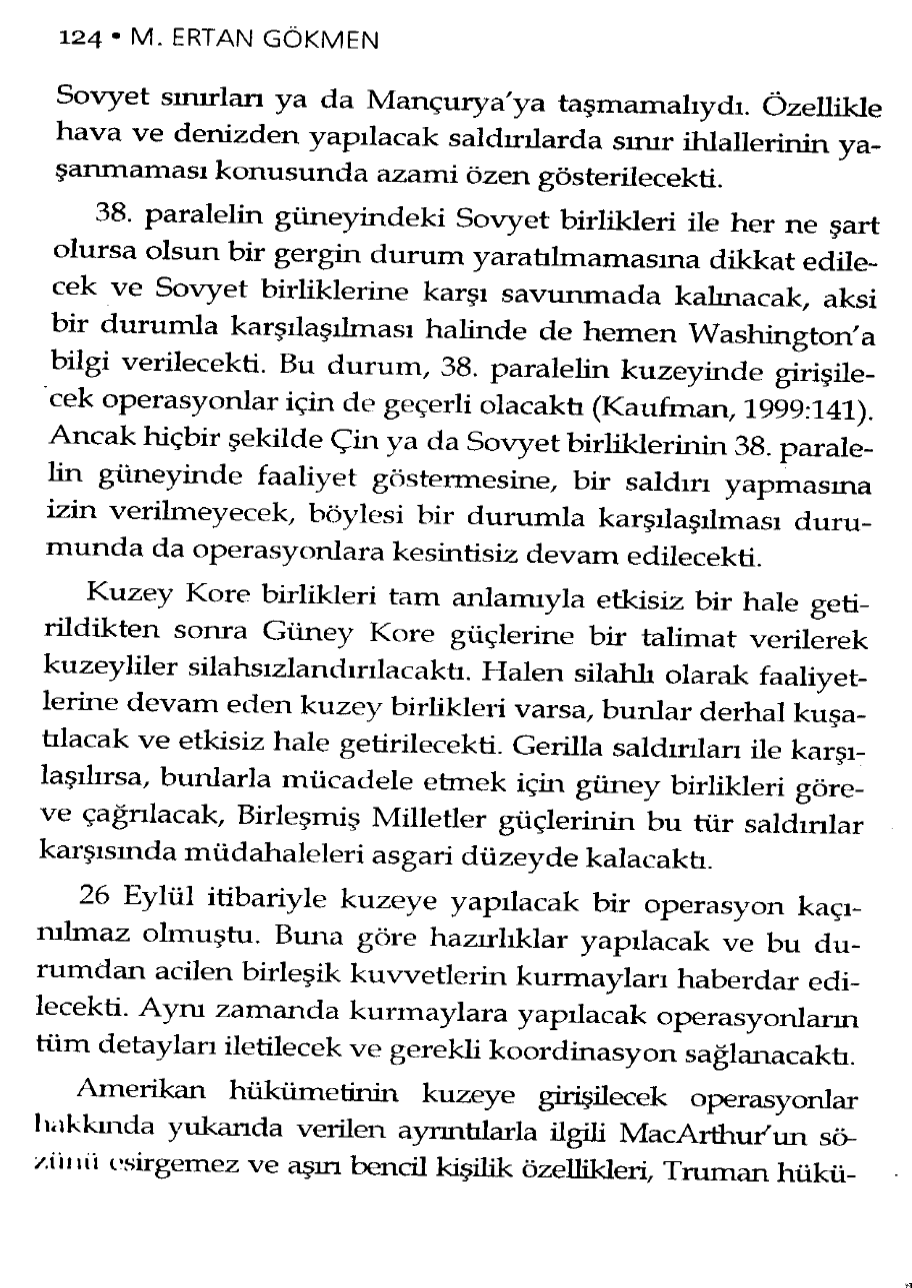 124 • M. ERTAN GÖKMEN
Sovyet sınırları ya da Mançurya'ya taşmamalıydı. Özellikle
hava ve denizden yapılacak saldırılarda sınır ihlallerinin ya-
şanmaması konusunda azami özen gösterilecekti.
38. paralelin güneyindeki Sovyet birlikleri ile her ne şart
olursa olsun bir gergin durum yaratılmamasına dikkat edile-
cek ve Sovyet birliklerine karşı savunmada kalınacak, aksi
bir durumla karşılaşılması halinde de hemen Washington'a
bilgi verilecekti. Bu durum, 38. paralelin kuzeyinde girişile-
cek operasyonlar için de geçerli olacaktı (Kaufman, 1999:141).
Ancak hiçbir şekilde Çin ya da Sovyet birliklerinin 38. parale-
lin güneyinde faaliyet göstermesine, bir saldırı yapmasına
izin verilmeyecek, böylesi bir durumla karşılaşılması duru-
munda da operasyonlara kesintisiz devam edilecekti.
Kuzey Kore birlikleri tam anlamıyla etkisiz bir hale geti-
rildikten sonra Güney Kore güçlerine bir talimat verilerek
kuzeyliler silahsızlandırılacaktı. Halen silahlı olarak faaliyet-
lerine devam eden kuzey birlikleri varsa, bunlar derhal kuşa-
tılacak ve etkisiz hale getirilecekti. Gerilla saldırıları ile karşı-
laşılırsa, bunlarla mücadele etmek için güney birlikleri göre-
ve çağrılacak, Birleşmiş Milletler güçlerinin bu tür saldırılar
karşısında müdahaleleri asgari düzeyde kalacaktı.
26 Eylül itibariyle kuzeye yapılacak bir operasyon kaçı-
nılmaz olmuştu. Buna göre hazırlıklar yapılacak ve bu du-
rumdan acilen birleşik kuvvetlerin kurmayları haberdar edi-
lecekti. Aynı zamanda kurmaylara yapılacak operasyonların
tüm detayları iletilecek ve gerekli koordinasyon sağlanacaktı.
Amerikan hükümetinin kuzeye girişilecek operasyonlar
hakkında yukarıda verilen ayrıntılarla ilgili MacArthur'un sö-
zünü esirgemez ve aşırı bencil kişilik özellikleri, Truman hükü-